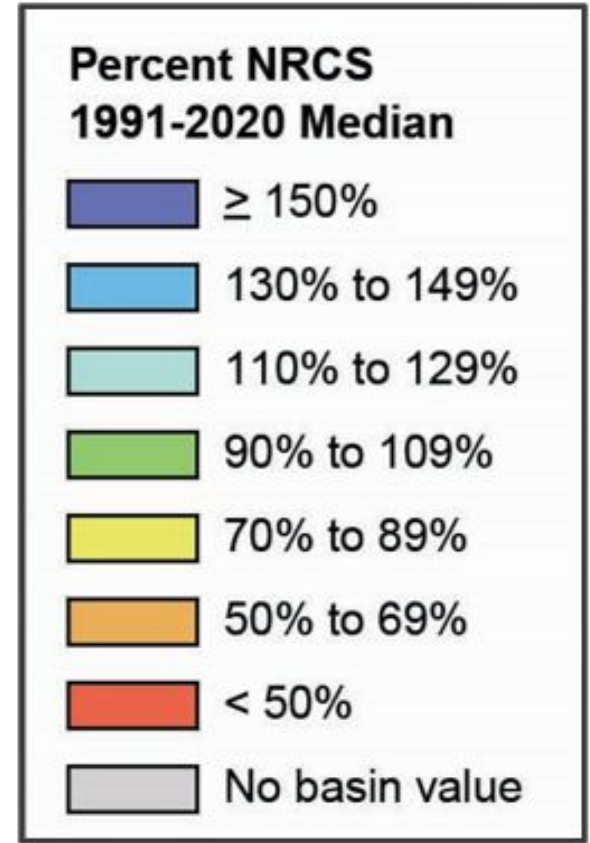 Percent NRCS
1991-2020 Median
≥ 150%
130% to 149%
110% to 129%
90% to 109%
70% to 89%
50% to 69%
< 50%
No basin value